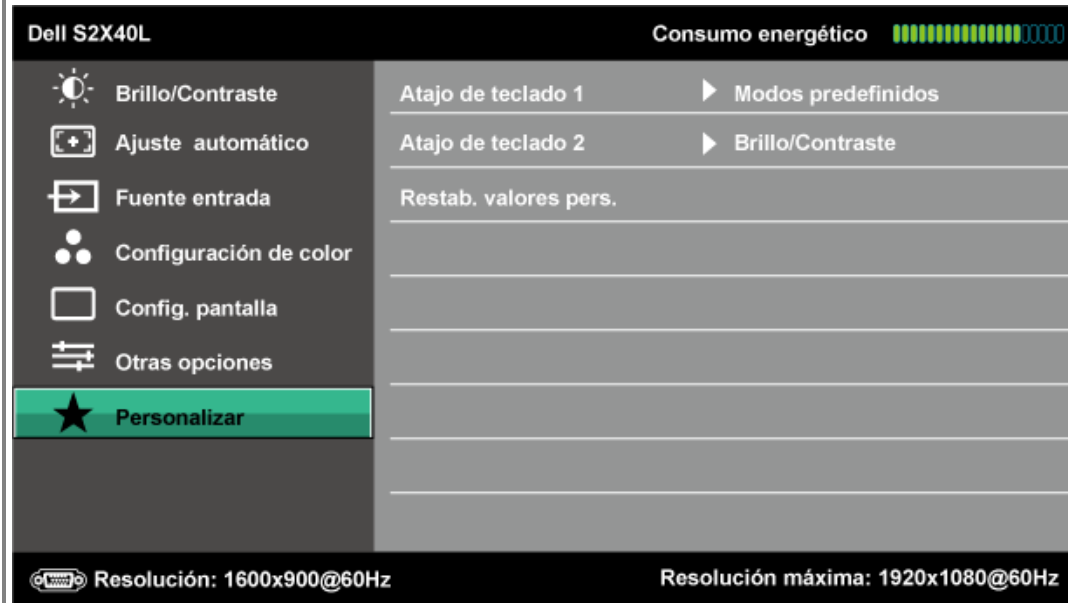 Dell S2X40L Consumo energético
Brillo/Contraste Atajo de teclado 1 Modos predefinidos
Ajuste automático Atajo de teclado 2 Brillo/Contraste
Fuente entrada Restab. valores pers.
Configuración de color
Config. pantalla
Otras opciones
Personalizar
Resolución: 1600x900@60Hz Resolución máxima: 1920x1080@60Hz